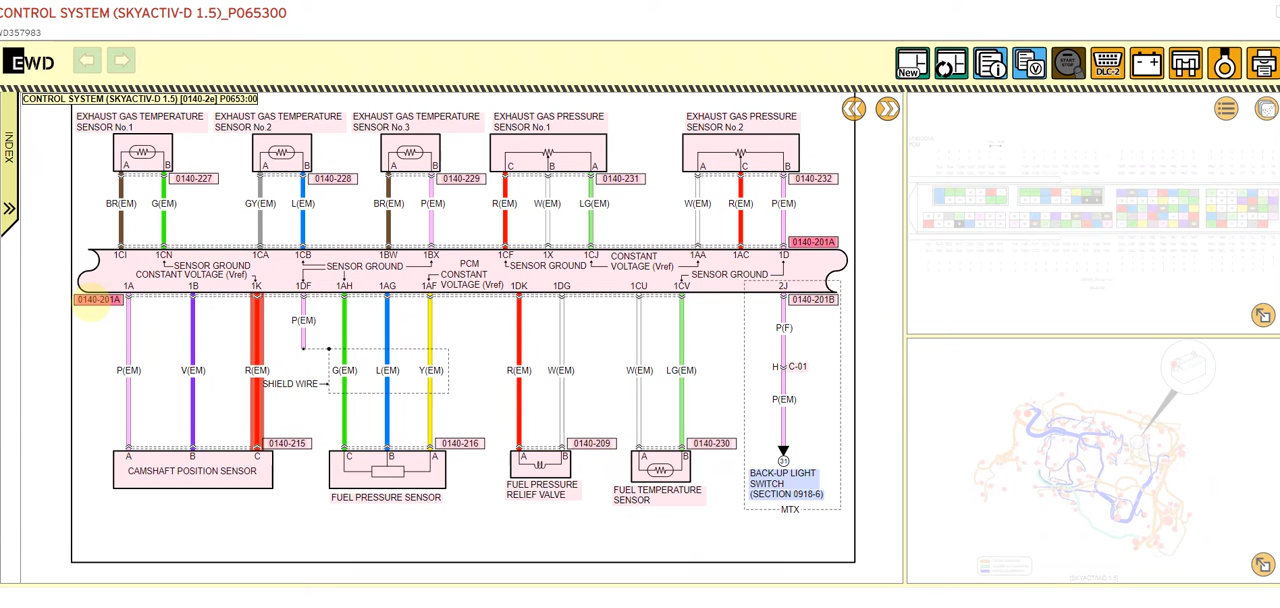 CONTROL SYSTEM (SKYACTIV-D 1.5)_P065300
WD357983
EWD
New
START STOP
DLC-2
INDEX
CONTROL SYSTEM (SKYACTIV-D 1.5) [0140-2e] P0653:00
EXHAUST GAS TEMPERATURE
SENSOR No.1
EXHAUST GAS TEMPERATURE
SENSOR No.2
EXHAUST GAS TEMPERATURE
SENSOR No.3
EXHAUST GAS PRESSURE
SENSOR No.1
EXHAUST GAS PRESSURE
SENSOR No.2
A B A B A B C B A A C B
0140-227 0140-228 0140-229 0140-231 0140-232
BR(EM) G(EM) GY(EM) L(EM) BR(EM) P(EM) R(EM) W(EM) LG(EM) W(EM) R(EM) P(EM)
0140-201A
1CI 1CN 1CA 1CB 1BW 1BX 1CF 1X 1CJ 1AA 1AC 1D
SENSOR GROUND
SENSOR GROUND
PCM
SENSOR GROUND
CONSTANT
VOLTAGE (Vref)
CONSTANT VOLTAGE (Vref)
CONSTANT
VOLTAGE (Vref)
SENSOR GROUND
1A 1B 1K 1DF 1AH 1AG 1AF 1DK 1DG 1CU 1CV 2J
0140-201A
0140-201B
P(EM)
P(F)
H C-01
P(EM) V(EM) R(EM) G(EM) L(EM) Y(EM) R(EM) W(EM) W(EM) LG(EM)
SHIELD WIRE
P(EM)
0140-215 0140-216 0140-209 0140-230
A B C C B A A B A B
31
CAMSHAFT POSITION SENSOR
FUEL PRESSURE SENSOR
FUEL PRESSURE
RELIEF VALVE
FUEL TEMPERATURE
SENSOR
BACK-UP LIGHT
SWITCH
(SECTION 0918-6)
MTX
(SKYACTIV-D 1.5)